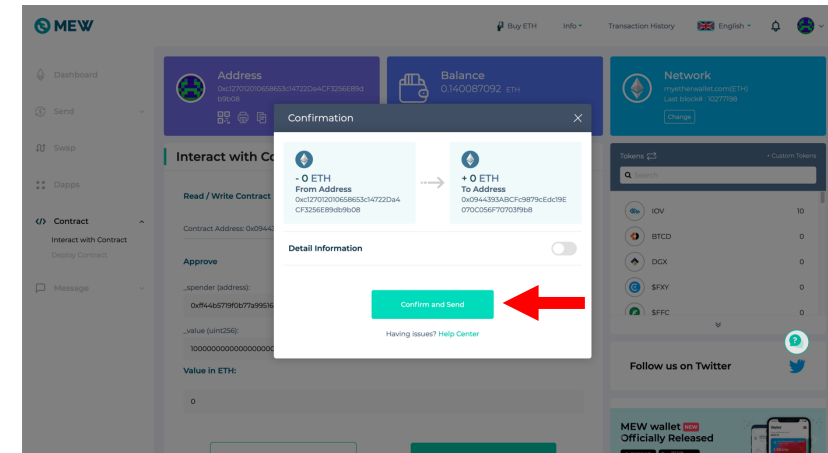 MEW
Buy ETH
Info
Transaction History
English
Dashboard
Send
Swap
Dapps
Contract
Interact with Contract
Deploy Contract
Message
Address
0xc127012010658653c14722Da4CF3256E89d
b9b08
Balance
0.140087092 ETH
Network
myetherwallet.com(ETH)
Last block# : 10277198
Change
Interact with Co
Read / Write Contract
Contract Address: 0x09443
Approve
_spender (address):
0xff44b5719f0b77a99516
_value (uint256):
Value in ETH:
0
Confirmation
- 0 ETH
From Address
0xc127012010658653c14722Da4
CF3256E89db9b08
+ 0 ETH
To Address
0x0944393ABCFc9879cEdc19E
070C056F70703f9b8
Detail Information
Confirm and Send
Having issues? Help Center
Tokens
+ Custom Tokens
Search
IOV 10
BTCD 0
DGX 0
$FXY 0
$FFC 0
Follow us on Twitter
MEW wallet NEW
Officially Released